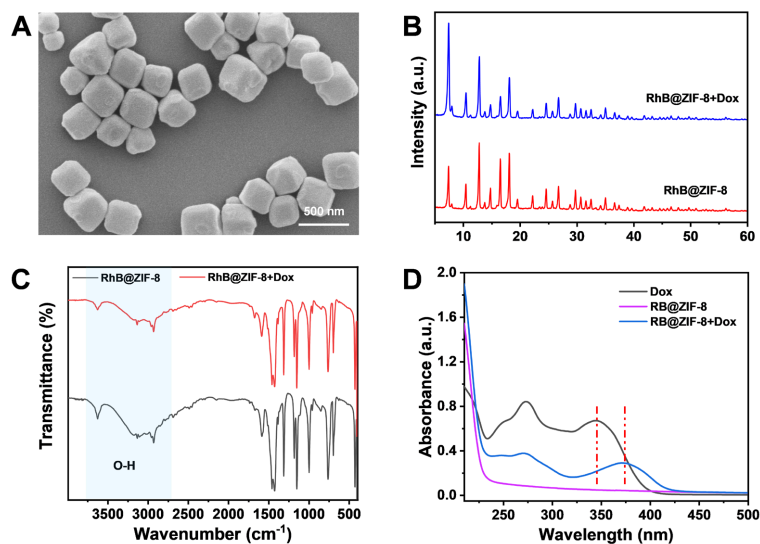 A
500 nm
B
Intensity (a.u.)
RhB@ZIF-8+Dox
RhB@ZIF-8
10 20 30 40 50 60
C
Transmittance (%)
RhB@ZIF-8 RhB@ZIF-8+Dox
O-H
3500 3000 2500 2000 1500 1000 500
Wavenumber (cm-1)
D
Absorbance (a.u.)
2.0
1.6
1.2
0.8
0.4
0.0
Dox
RB@ZIF-8
RB@ZIF-8+Dox
250 300 350 400 450 500
Wavelength (nm)